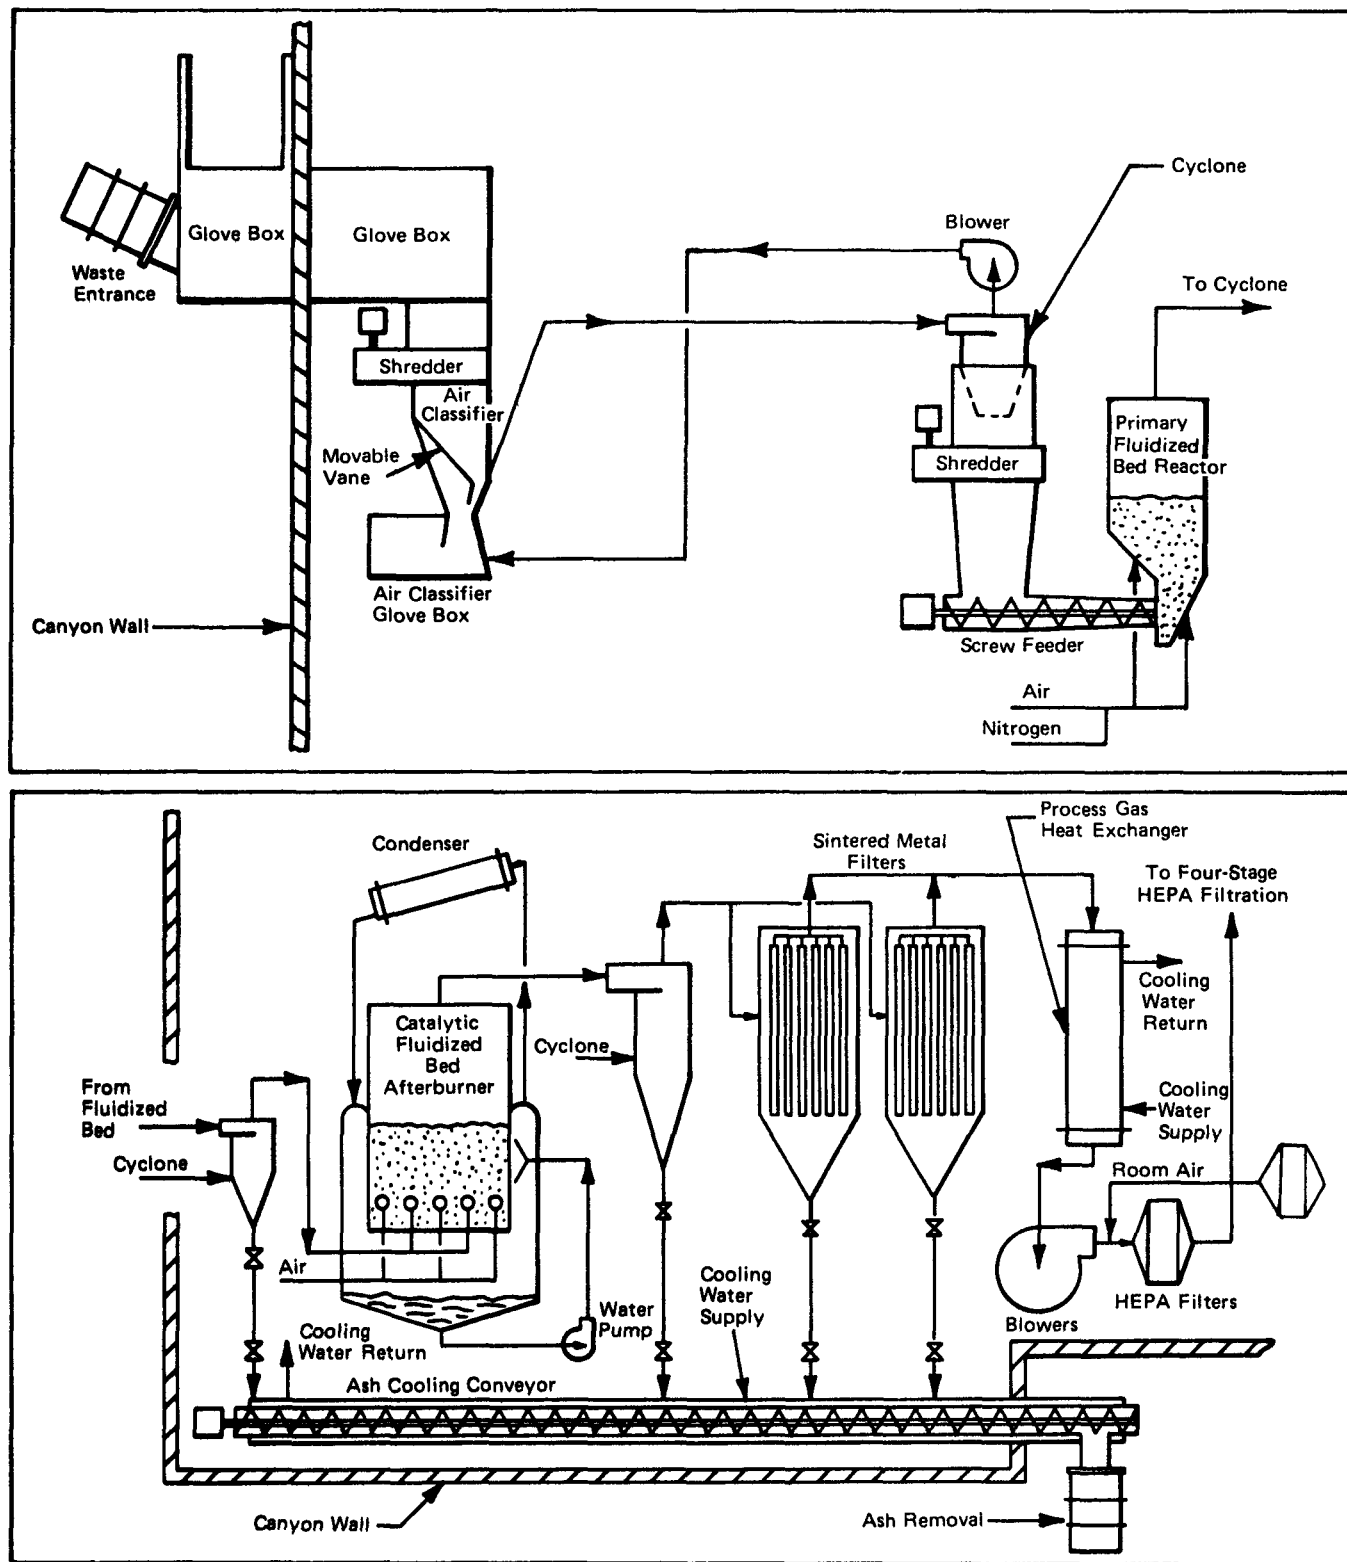 Cyclone
Blower
Glove Box
Glove Box
Waste
Entrance
To Cyclone
Shredder
Air
Classifier
Movable
Vane
Primary
Fluidized
Bed Reactor
Shredder
Air Classifier
Glove Box
Canyon Wall
Screw Feeder
Air
Nitrogen
Process Gas
Heat Exchanger
Condenser
Sintered Metal
Filters
To Four-Stage
HEPA Filtration
Cooling
Water
Return
Catalytic
Fluidized
Bed
Afterburner
Cyclone
From
Fluidized
Bed
Cooling
Water
Supply
Cyclone
Room Air
Air
Cooling
Water
Supply
HEPA Filters
Water
Pump
Blowers
Cooling
Water Return
Ash Cooling Conveyor
Canyon Wall
Ash Removal